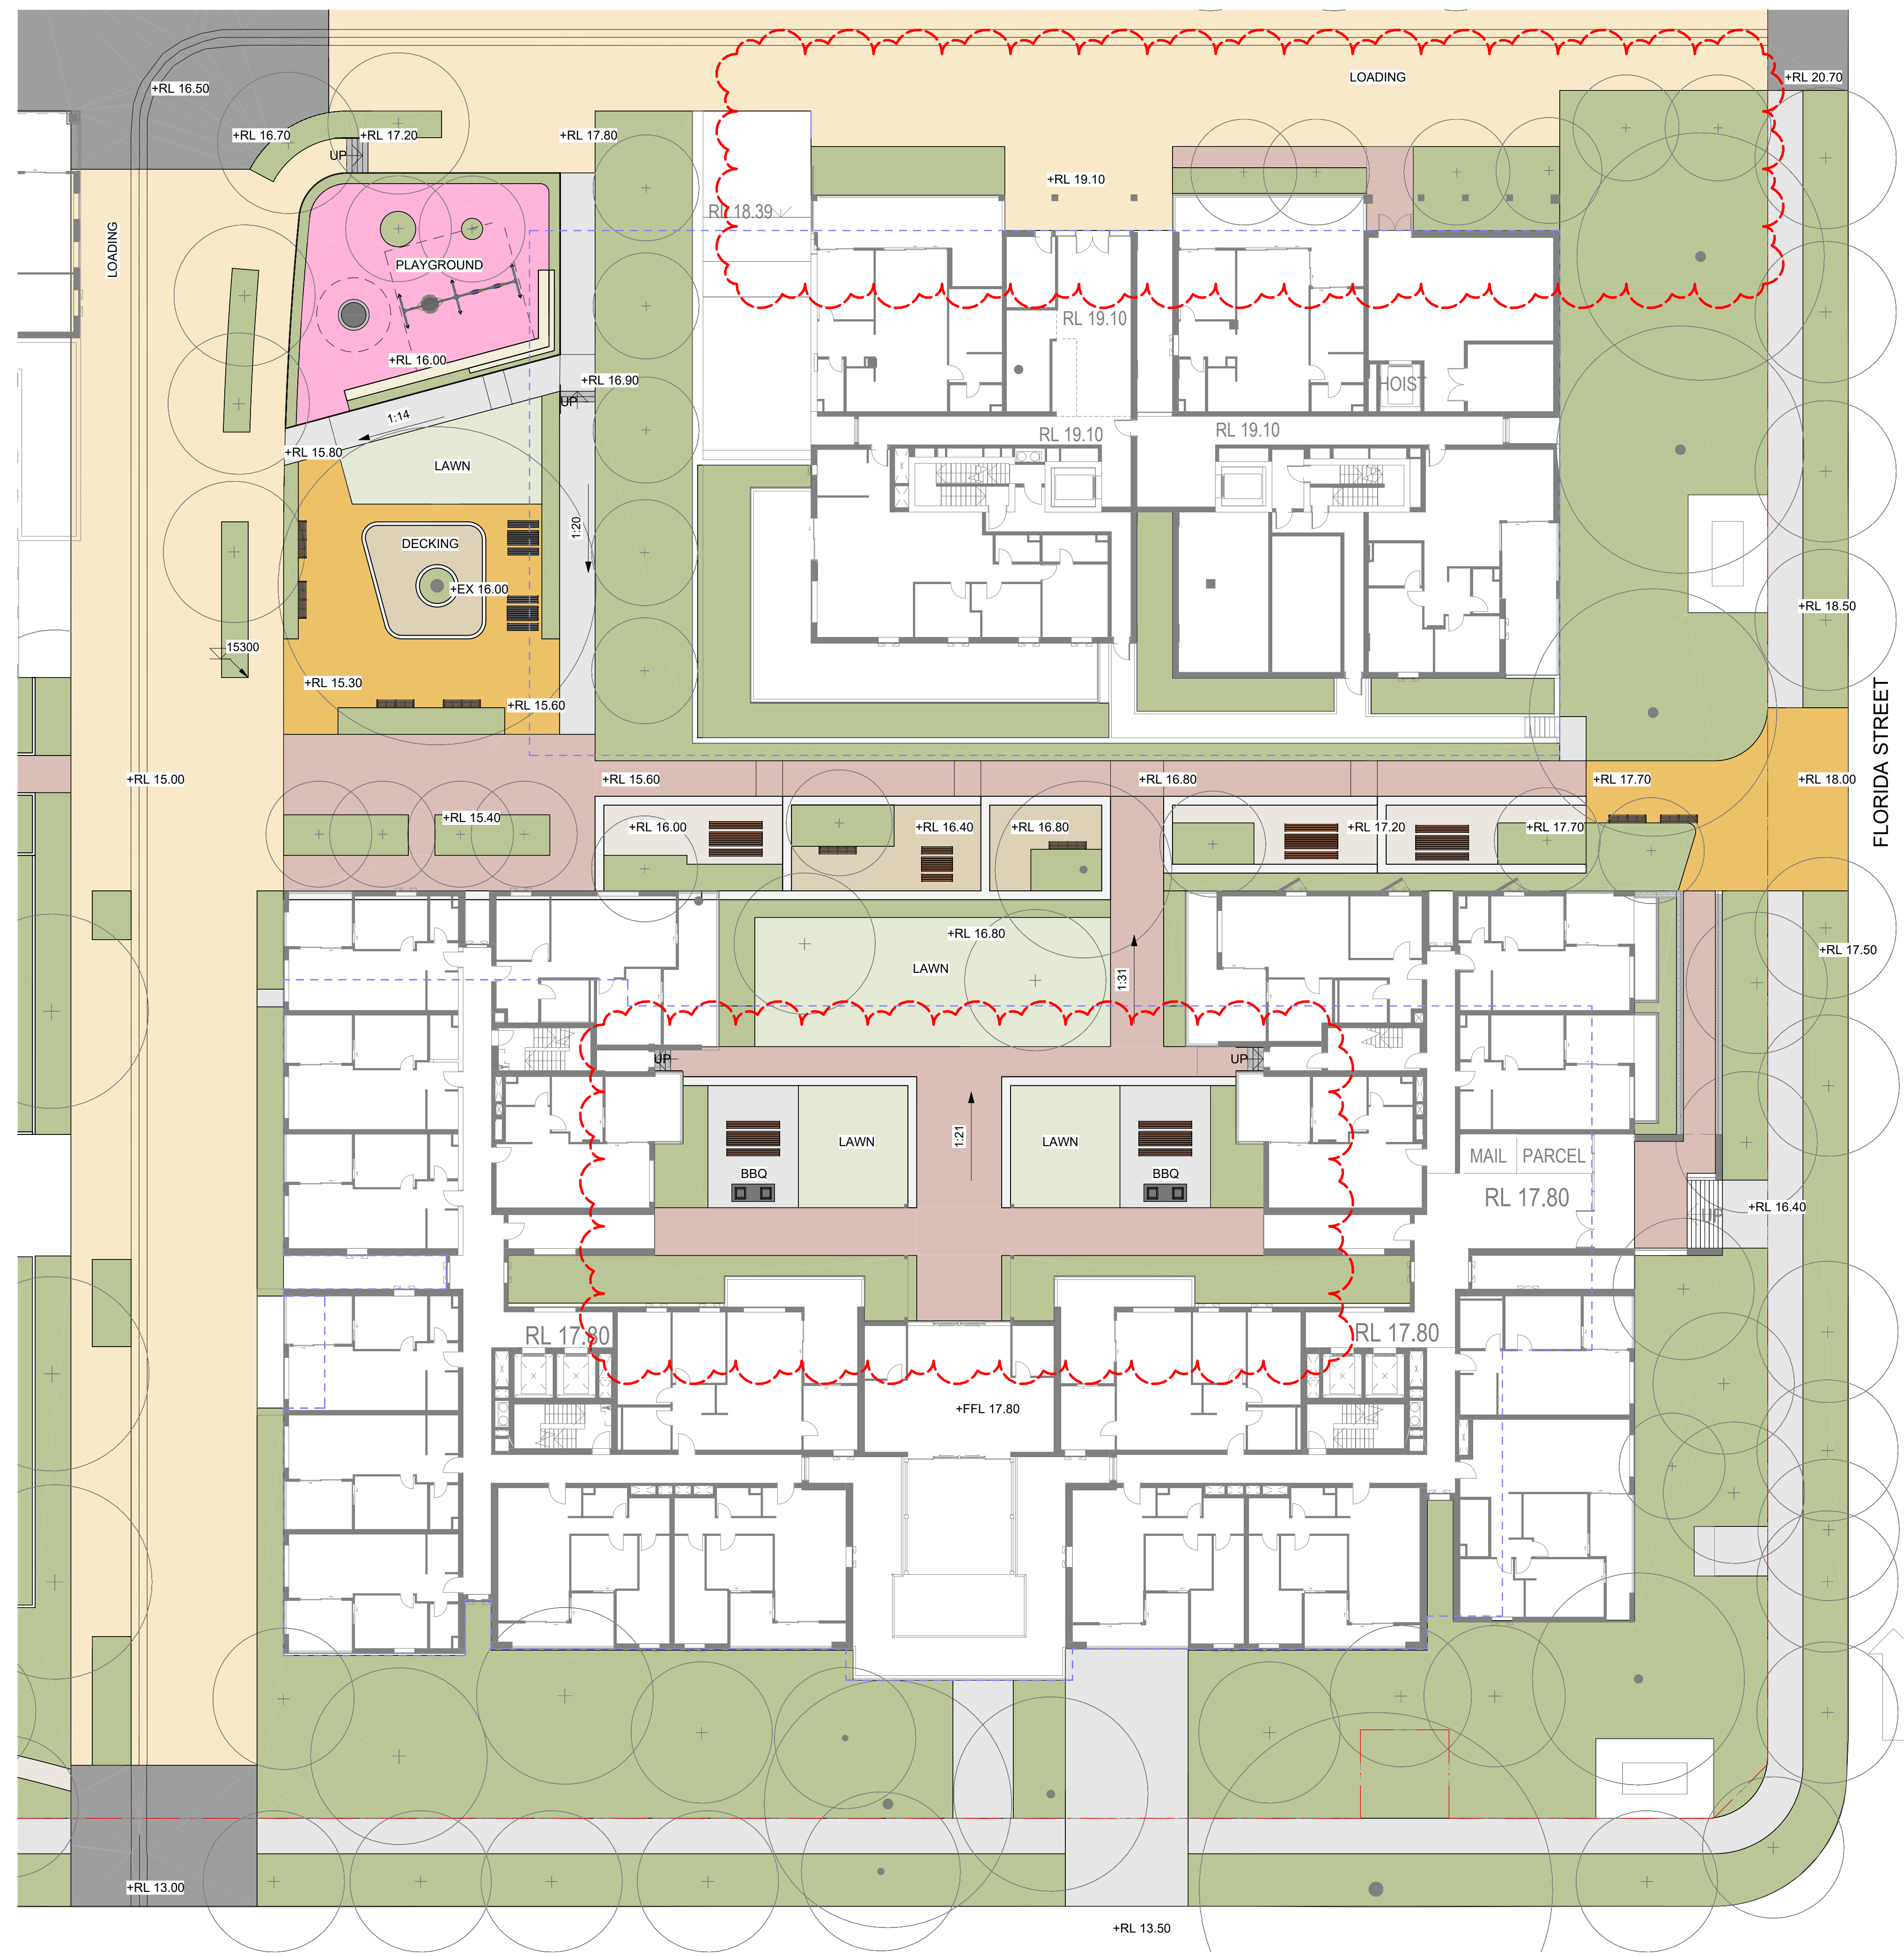 LOADING
+RL 20.70
+RL 16.50
+RL 16.70
+RL 17.20
+RL 17.80
UP
+RL 19.10
RL 18.39
LOADING
PLAYGROUND
RL 19.10
+RL 16.00
+RL 16.90
HOIST
UP
1:14
RL 19.10
RL 19.10
+RL 15.80
LAWN
1:20
DECKING
+EX 16.00
+RL 18.50
15300
+RL 15.30
+RL 15.60
FLORIDA STREET
+RL 15.00
+RL 15.60
+RL 16.80
+RL 17.70
+RL 18.00
+RL 15.40
+RL 16.00
+RL 16.40
+RL 16.80
+RL 17.20
+RL 17.70
+RL 16.80
+RL 17.50
LAWN
1:31
UP
UP
1:21
LAWN
LAWN
MAIL
PARCEL
BBQ
BBQ
RL 17.80
+RL 16.40
RL 17.80
RL 17.80
+FFL 17.80
+RL 13.00
+RL 13.50